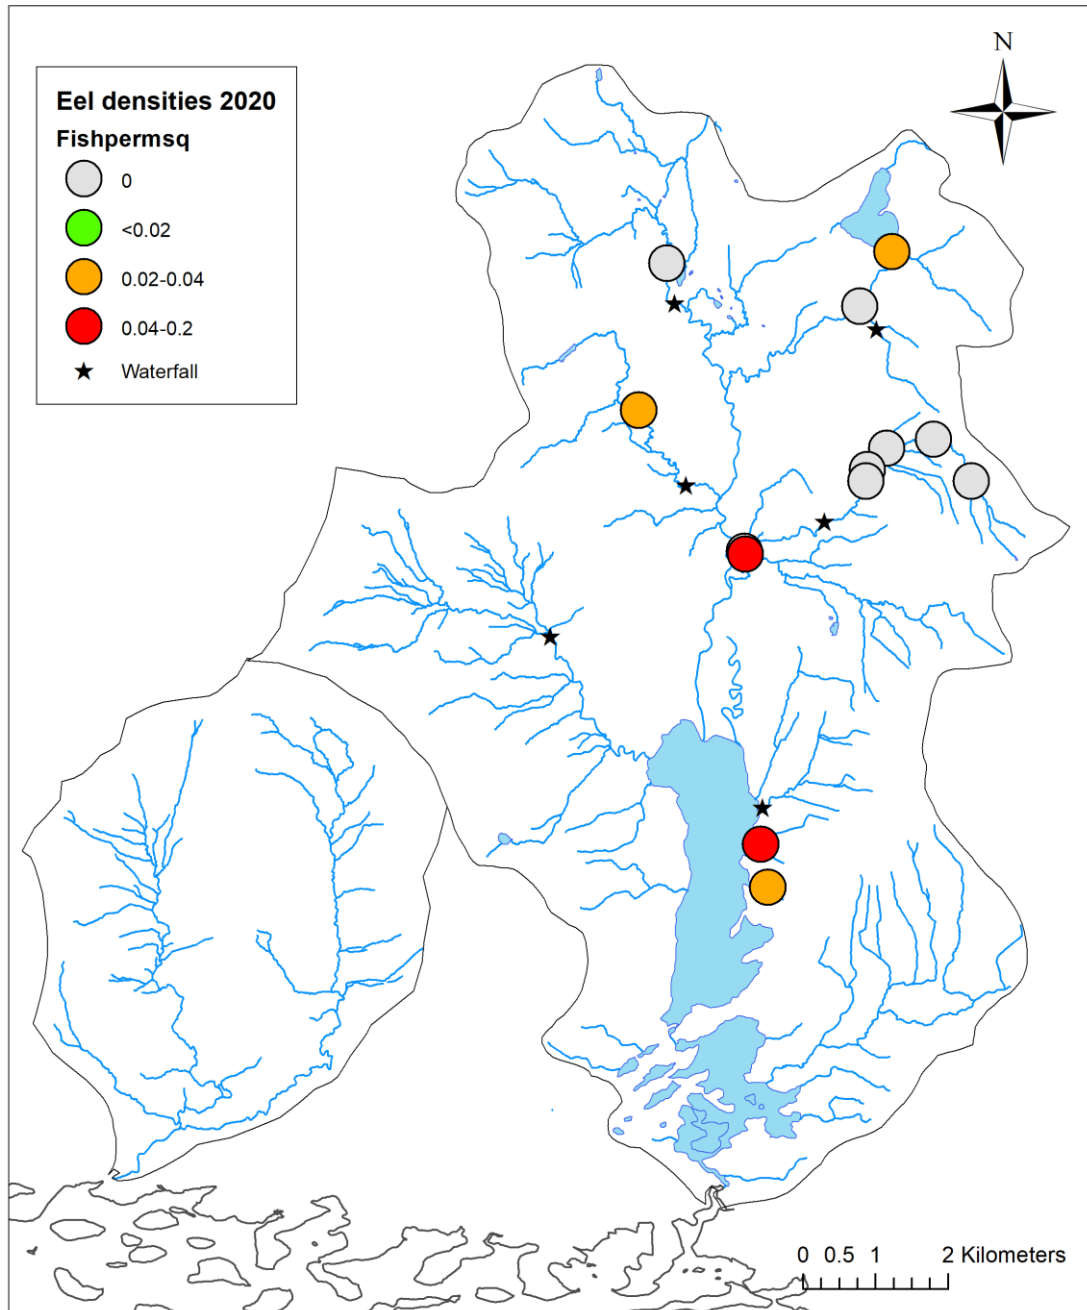 N
Eel densities 2020
Fishpermsq
0
<0.02
0.02-0.04
0.04-0.2
Waterfall
0 0.5 1 2 Kilometers